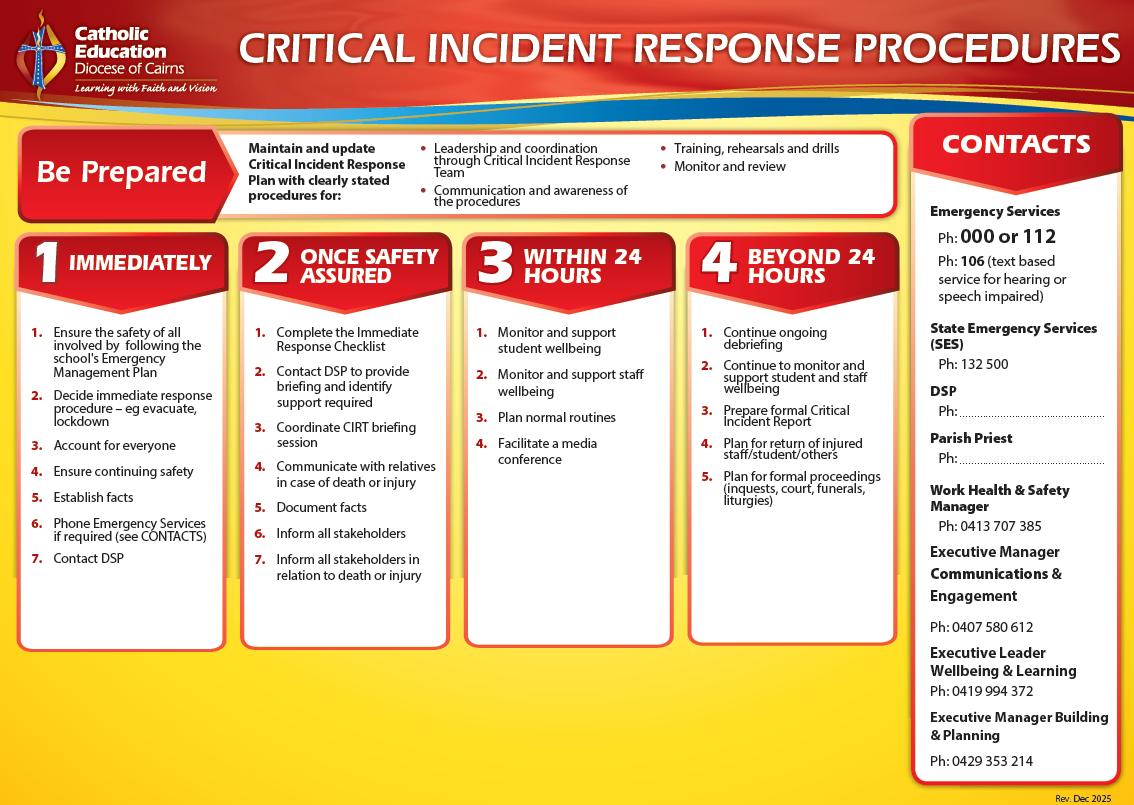 Catholic
Education
Diocese of Cairns
Learning with Faith and Vision
CRITICAL INCIDENT RESPONSE PROCEDURES
Be Prepared
Maintain and update
Critical Incident Response
Plan with clearly stated
procedures for:
• Leadership and coordination
through Critical Incident Response
Team
• Communication and awareness of
the procedures
• Training, rehearsals and drills
• Monitor and review
1 IMMEDIATELY
1. Ensure the safety of all
involved by following the
school's Emergency
Management Plan
2. Decide immediate response
procedure – eg evacuate,
lockdown
3. Account for everyone
4. Ensure continuing safety
5. Establish facts
6. Phone Emergency Services
if required (see CONTACTS)
7. Contact DSP
2 ONCE SAFETY
ASSURED
1. Complete the Immediate
Response Checklist
2. Contact DSP to provide
briefing and identify
support required
3. Coordinate CIRT briefing
session
4. Communicate with relatives
in case of death or injury
5. Document facts
6. Inform all stakeholders
7. Inform all stakeholders in
relation to death or injury
3 WITHIN 24
HOURS
1. Monitor and support
student wellbeing
2. Monitor and support staff
wellbeing
3. Plan normal routines
4. Facilitate a media
conference
4 BEYOND 24
HOURS
1. Continue ongoing
debriefing
2. Continue to monitor and
support student and staff
wellbeing
3. Prepare formal Critical
Incident Report
4. Plan for return of injured
staff/student/others
5. Plan for formal proceedings
(inquests, court, funerals,
liturgies)
CONTACTS
Emergency Services
Ph: 000 or 112
Ph: 106 (text based
service for hearing or
speech impaired)
State Emergency Services
(SES)
Ph: 132 500
DSP
Ph: ........................................
Parish Priest
Ph: ........................................
Work Health & Safety
Manager
Ph: 0413 707 385
Executive Manager
Communications &
Engagement
Ph: 0407 580 612
Executive Leader
Wellbeing & Learning
Ph: 0419 994 372
Executive Manager Building
& Planning
Ph: 0429 353 214
Rev. Dec 2025